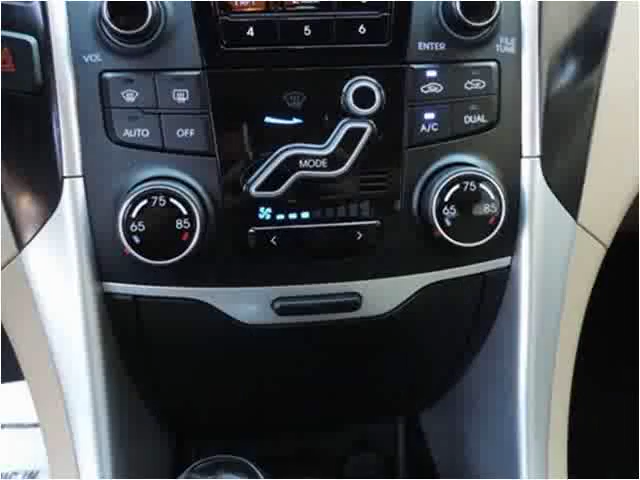 4 5 6
VOL
ENTER
FILE
TUNE
AUTO
OFF
A/C
DUAL
MODE
75
65 85
75
65 85